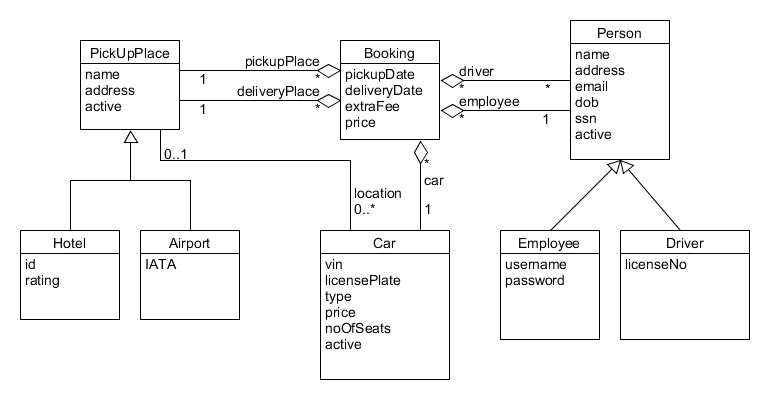 PickUpPlace
name
address
active
pickupPlace
1
*
deliveryPlace
1
*
Booking
pickupDate
deliveryDate
extraFee
price
driver
*
*
employee
*
1
Person
name
address
email
dob
ssn
active
0..1
location
0..*
*
car
1
Hotel
id
rating
Airport
IATA
Car
vin
licensePlate
type
price
noOfSeats
active
Employee
username
password
Driver
licenseNo